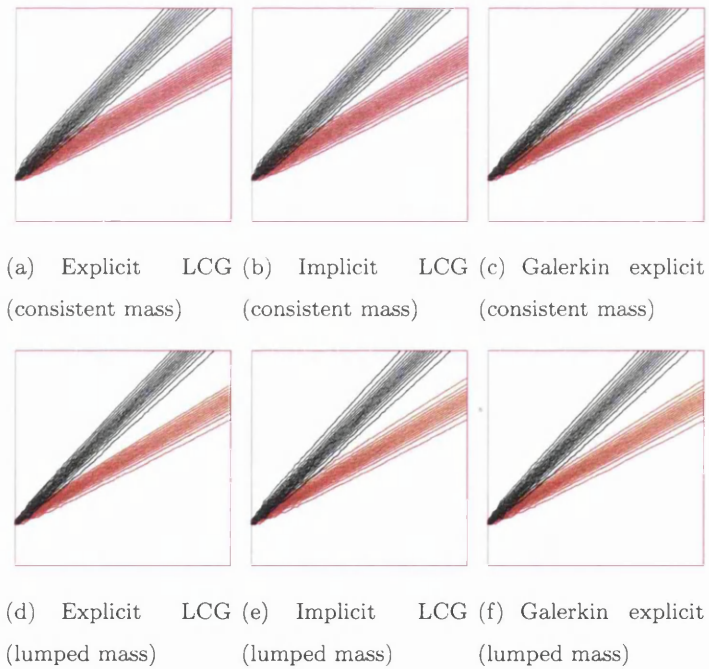 (a) Explicit LCG (b) Implicit LCG (c) Galerkin explicit
(consistent mass) (consistent mass) (consistent mass)
(d) Explicit LCG (e) Implicit LCG (f) Galerkin explicit
(lumped mass) (lumped mass) (lumped mass)